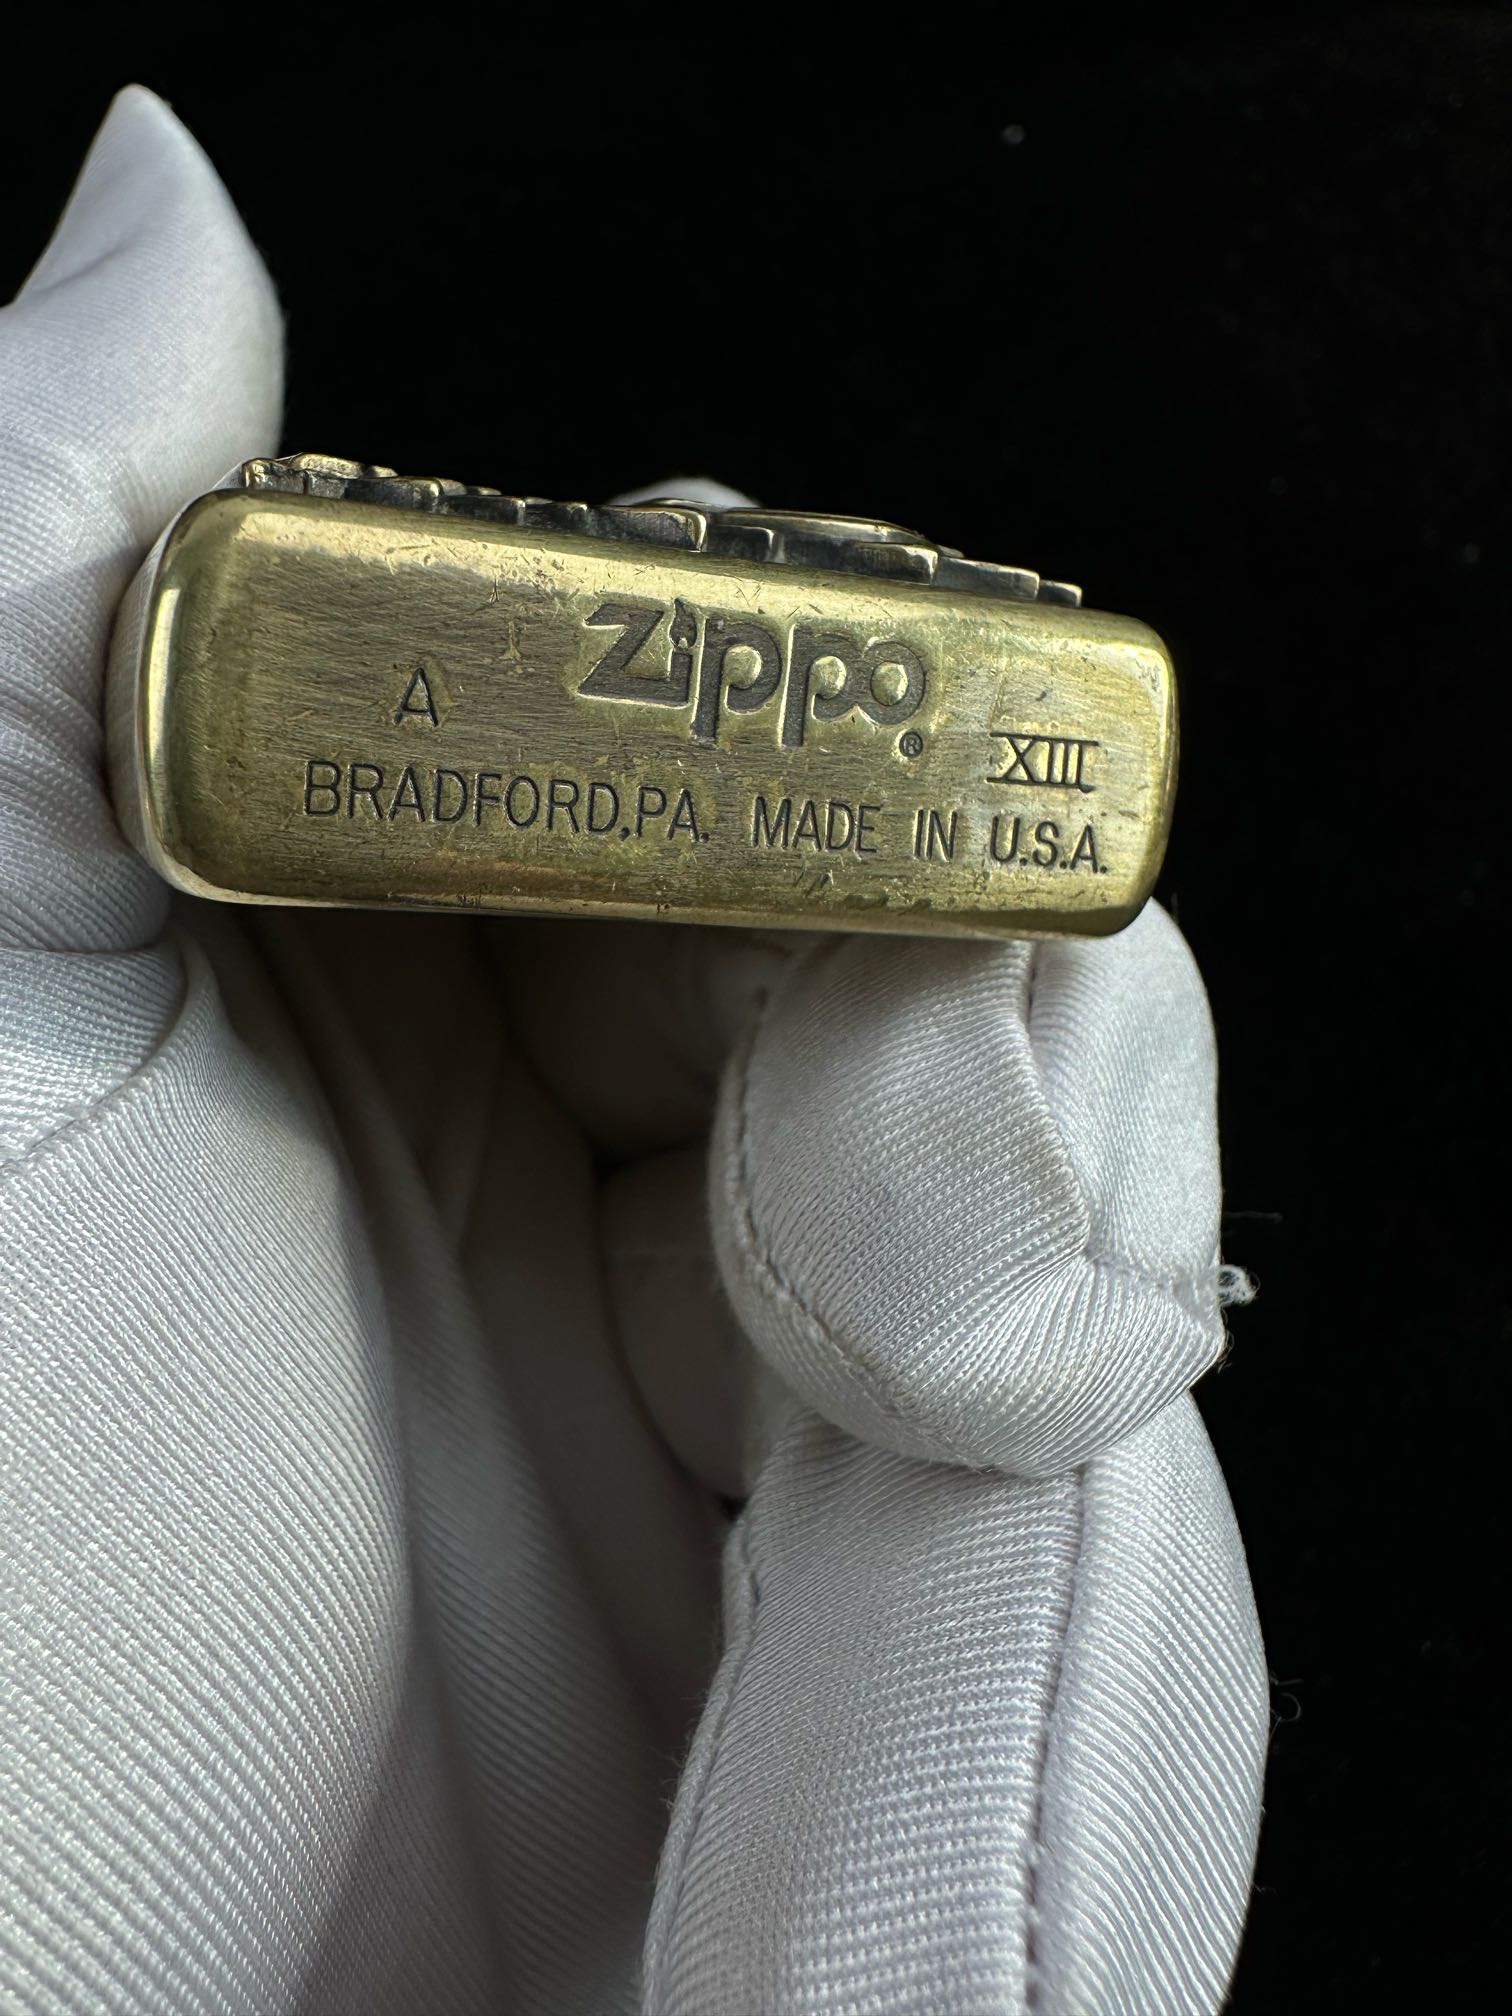 zippo ®
A XIII
BRADFORD,PA. MADE IN U.S.A.